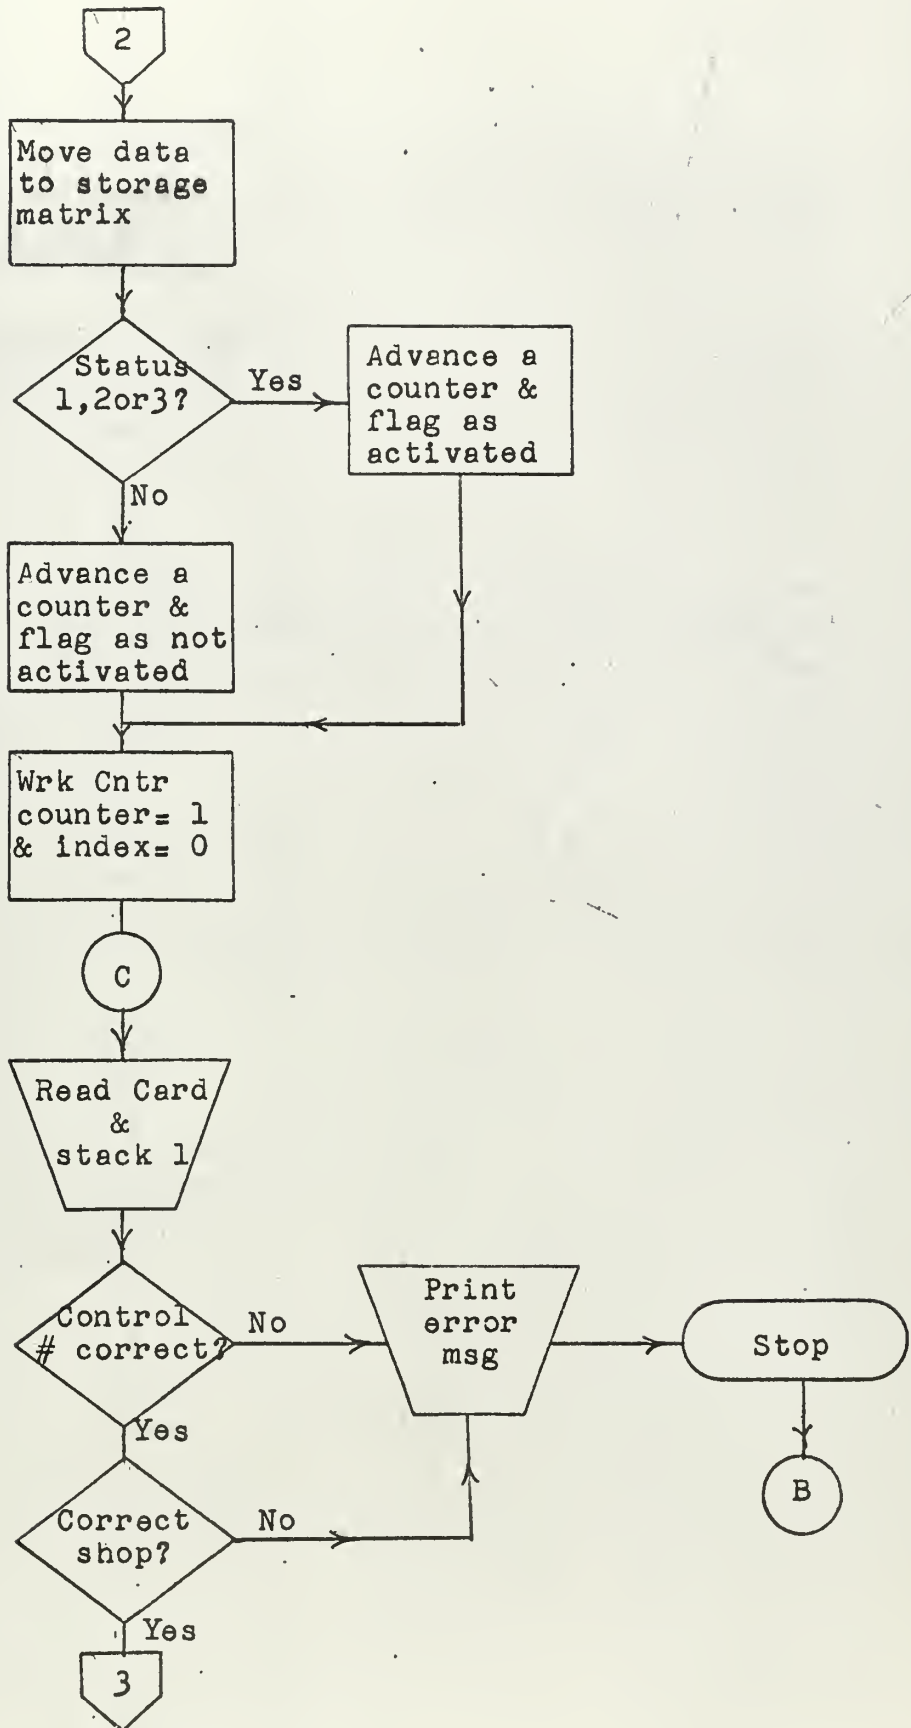 2
Move data
to storage
matrix
Status
1,2or3?
Yes
Advance a
counter &
flag as
activated
No
Advance a
counter &
flag as not
activated
Wrk Cntr
counter= 1
& index= 0
C
Read Card
&
stack 1
Control
# correct?
No
Print
error
msg
Stop
Yes
B
Correct
shop?
No
Yes
3